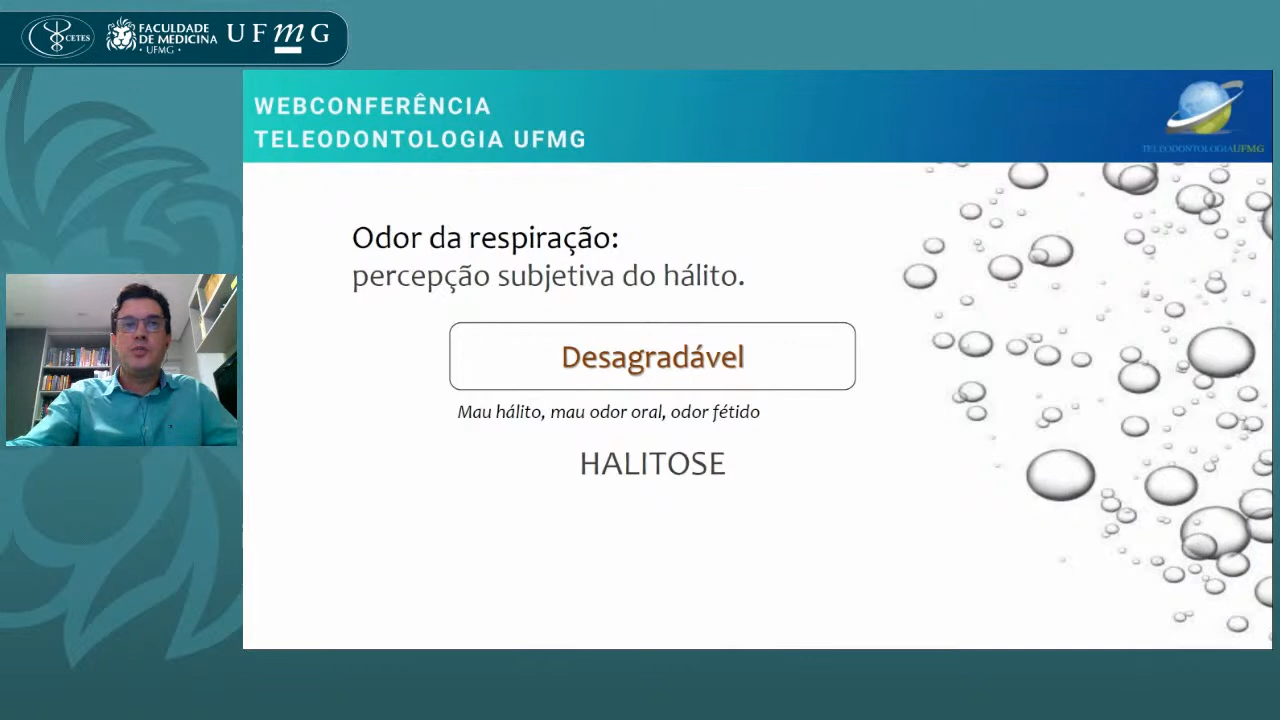 CETES
FACULDADE
DE MEDICINA
• UFMG •
UFMG
WEBCONFERÊNCIA
TELEODONTOLOGIA UFMG
TELEODONTOLOGIAUFMG
Odor da respiração:
percepção subjetiva do hálito.
Desagradável
Mau hálito, mau odor oral, odor fétido
HALITOSE